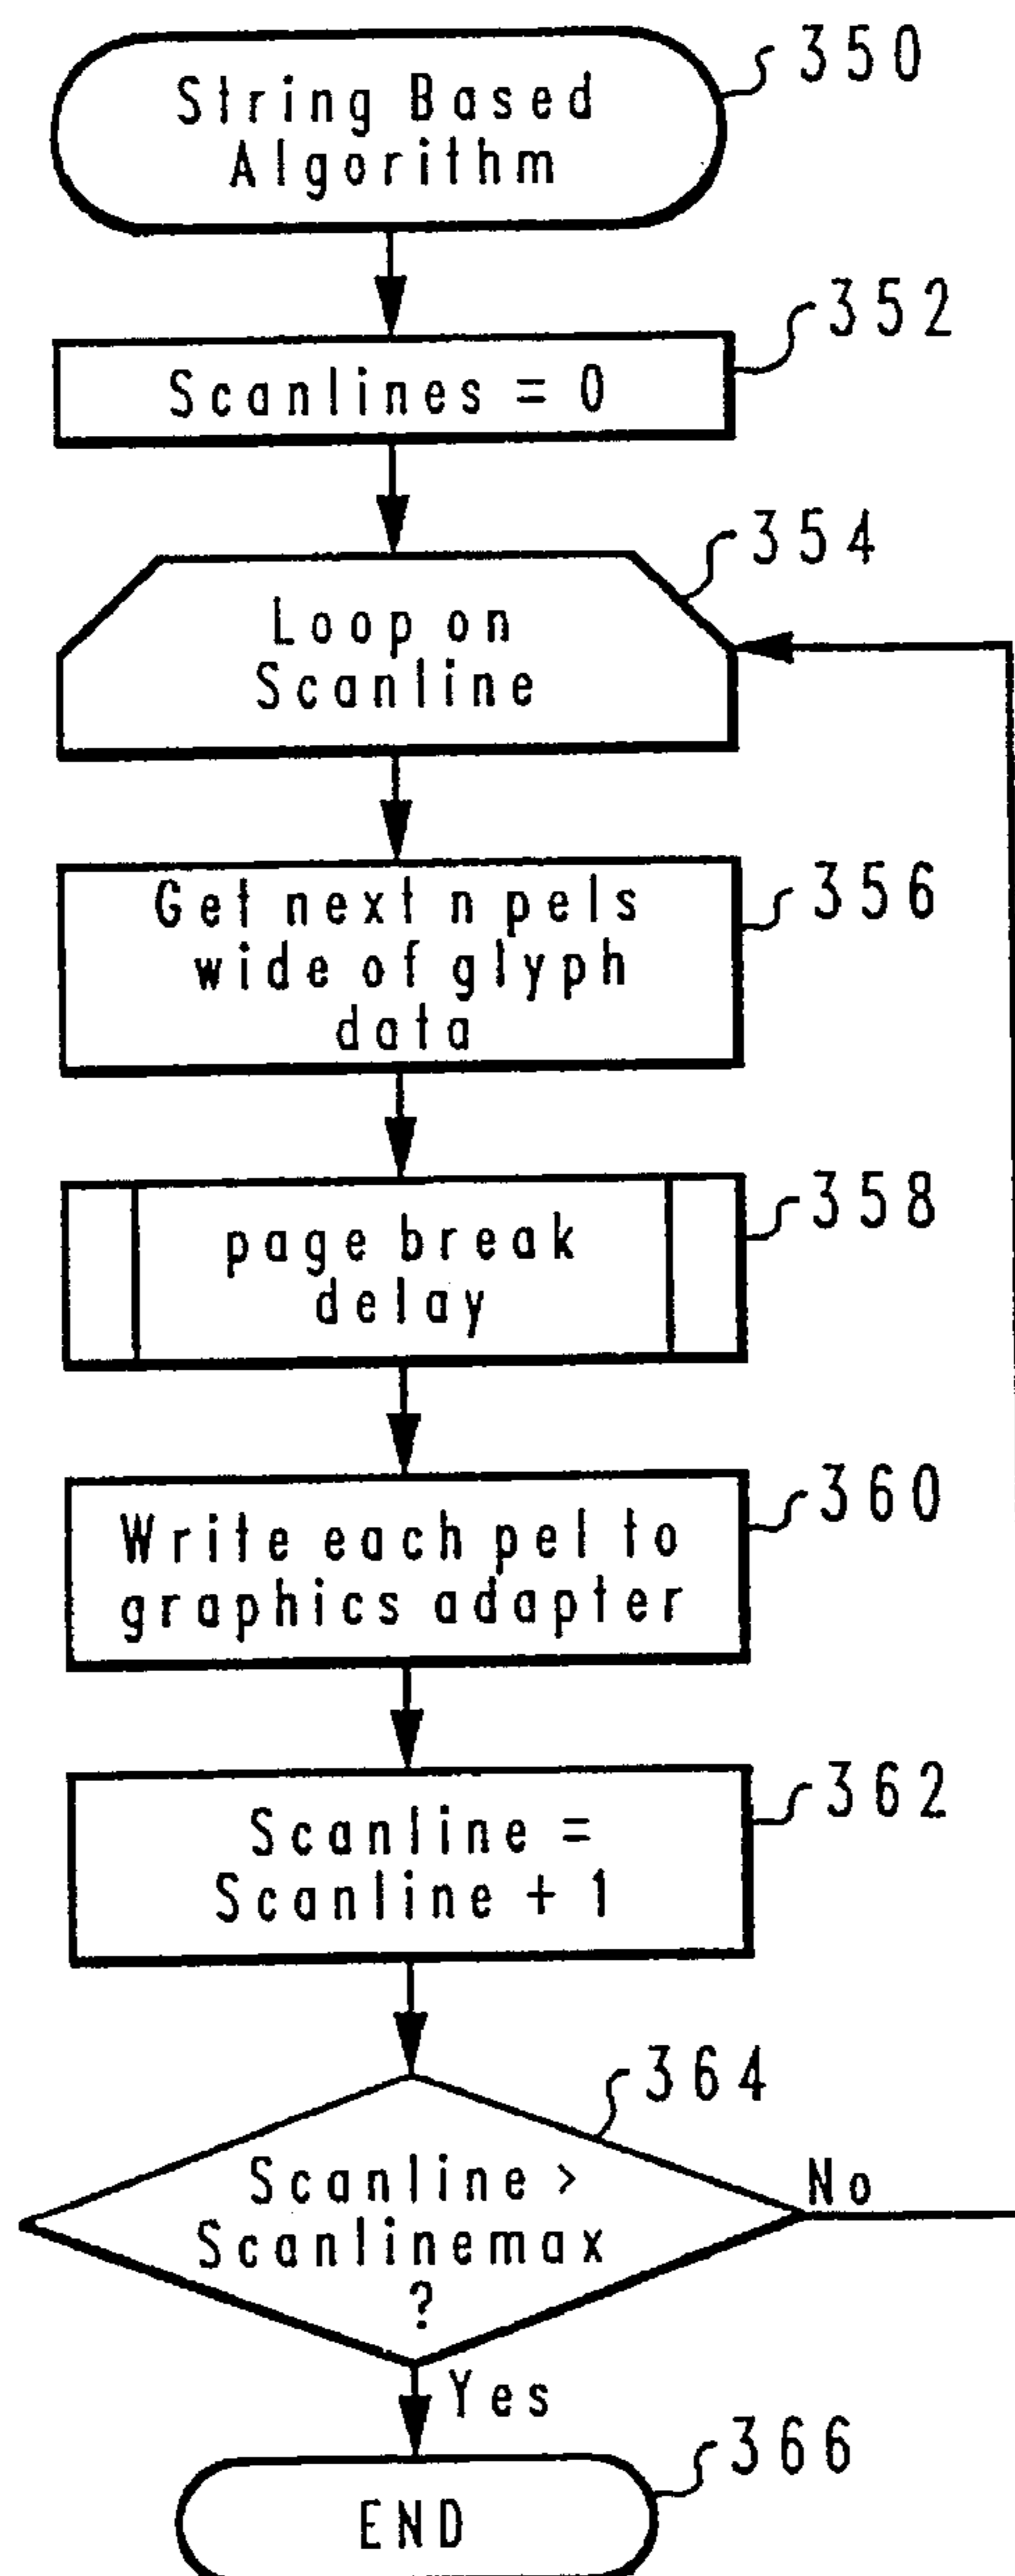 String Based
Algorithm
350
Scanlines = 0
352
Loop on
Scanline
354
Get next n pels
wide of glyph
data
356
page break
delay
358
Write each pel to
graphics adapter
360
Scanline =
Scanline + 1
362
Scanline >
Scanlinemax
?
364
No
Yes
END
366